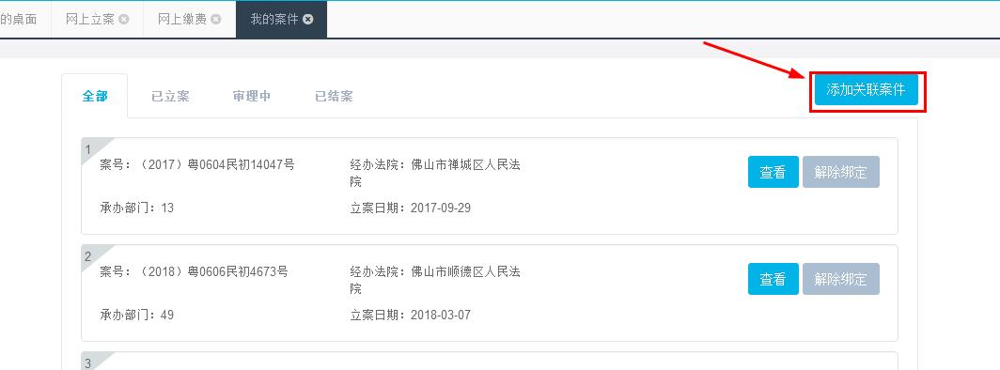 的桌面 网上立案 网上缴费 我的案件
全部 已立案 审理中 已结案 添加关联案件
1
案号：（2017）粤0604民初14047号 经办法院：佛山市禅城区人民法 查看 解除绑定
院
承办部门：13 立案日期：2017-09-29
2
案号：（2018）粤0606民初4673号 经办法院：佛山市顺德区人民法 查看 解除绑定
院
承办部门：49 立案日期：2018-03-07
3